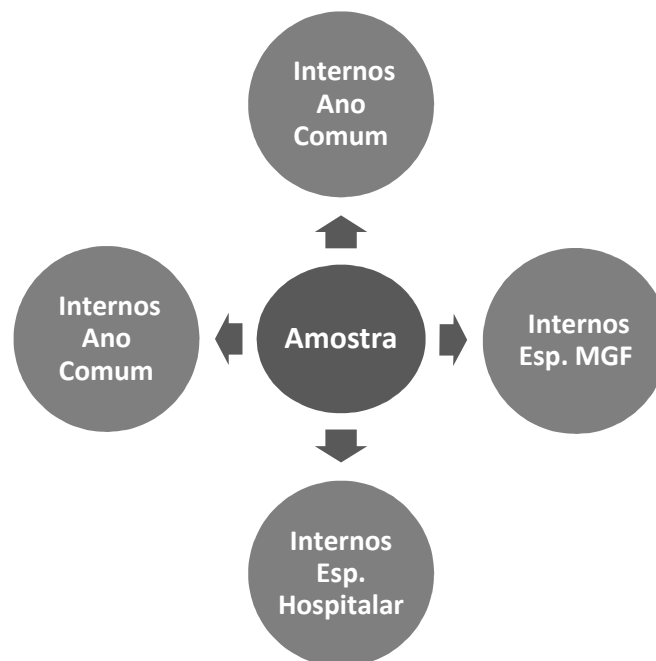 Internos
Ano
Comum
Internos
Ano
Comum
Amostra
Internos
Esp. MGF
Internos
Esp.
Hospitalar